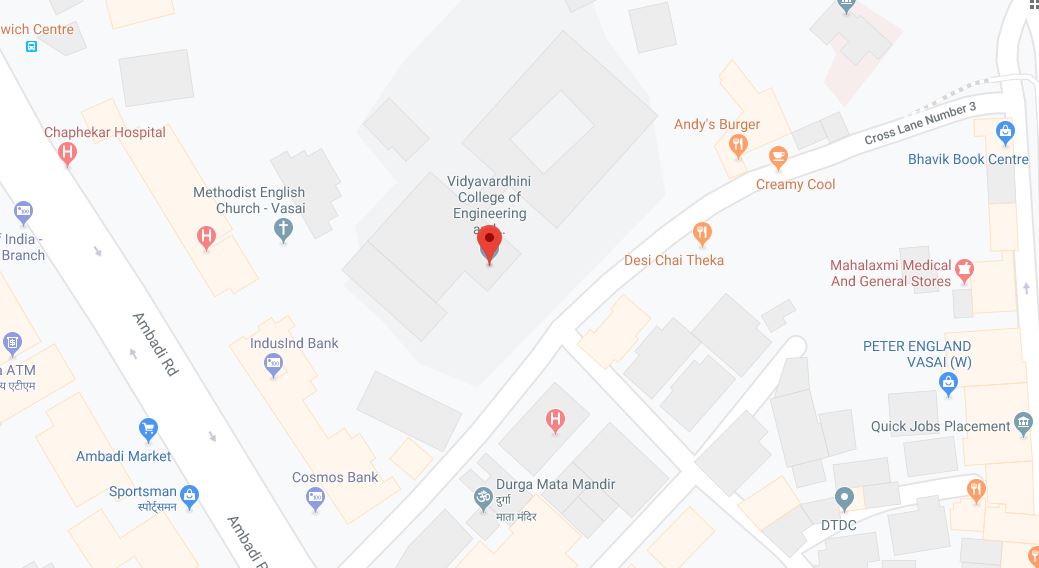 wich Centre
Chaphekar Hospital
Methodist English
Church - Vasai
Vidyavardhini
College of
Engineering
Andy's Burger
Creamy Cool
Cross Lane Number 3
Bhavik Book Centre
India -
Branch
Desi Chai Theka
Mahalaxmi Medical
And General Stores
Ambadi Rd
IndusInd Bank
ATM
एटीएम
PETER ENGLAND
VASAI (W)
Ambadi Market
Quick Jobs Placement
Cosmos Bank
Sportsman
स्पोर्ट्समन
Durga Mata Mandir
दुर्गा
माता मंदिर
DTDC
Ambadi